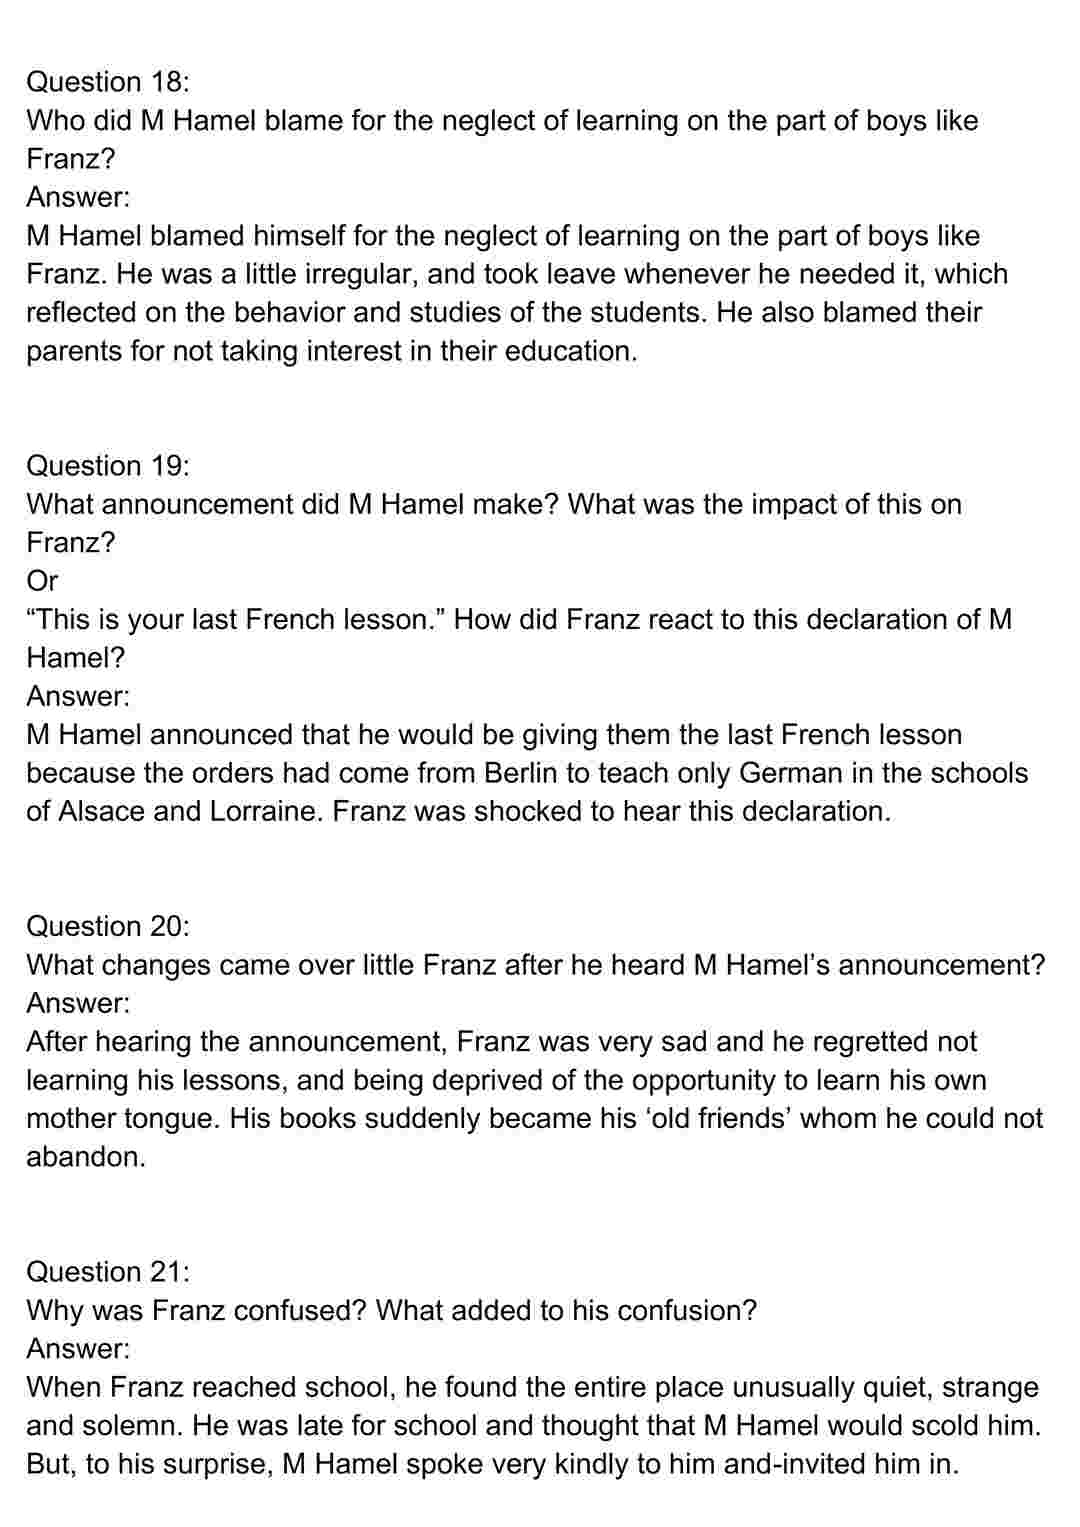 Question 18:
Who did M Hamel blame for the neglect of learning on the part of boys like
Franz?
Answer:
M Hamel blamed himself for the neglect of learning on the part of boys like
Franz. He was a little irregular, and took leave whenever he needed it, which
reflected on the behavior and studies of the students. He also blamed their
parents for not taking interest in their education.
Question 19:
What announcement did M Hamel make? What was the impact of this on
Franz?
Or
“This is your last French lesson.” How did Franz react to this declaration of M
Hamel?
Answer:
M Hamel announced that he would be giving them the last French lesson
because the orders had come from Berlin to teach only German in the schools
of Alsace and Lorraine. Franz was shocked to hear this declaration.
Question 20:
What changes came over little Franz after he heard M Hamel’s announcement?
Answer:
After hearing the announcement, Franz was very sad and he regretted not
learning his lessons, and being deprived of the opportunity to learn his own
mother tongue. His books suddenly became his ‘old friends’ whom he could not
abandon.
Question 21:
Why was Franz confused? What added to his confusion?
Answer:
When Franz reached school, he found the entire place unusually quiet, strange
and solemn. He was late for school and thought that M Hamel would scold him.
But, to his surprise, M Hamel spoke very kindly to him and-invited him in.